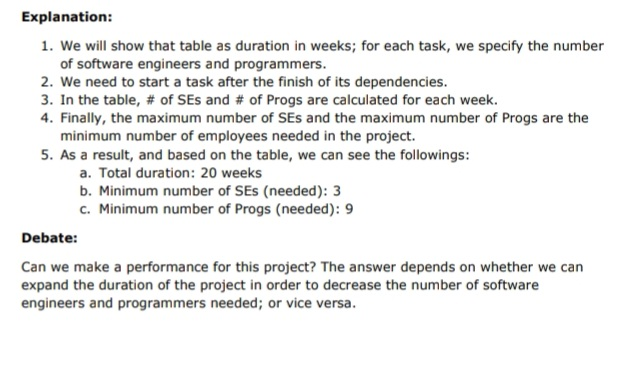 Explanation:
1. We will show that table as duration in weeks; for each task, we specify the number
of software engineers and programmers.
2. We need to start a task after the finish of its dependencies.
3. In the table, # of SEs and # of Progs are calculated for each week.
4. Finally, the maximum number of SEs and the maximum number of Progs are the
minimum number of employees needed in the project.
5. As a result, and based on the table, we can see the followings:
a. Total duration: 20 weeks
b. Minimum number of SEs (needed): 3
c. Minimum number of Progs (needed): 9
Debate:
Can we make a performance for this project? The answer depends on whether we can
expand the duration of the project in order to decrease the number of software
engineers and programmers needed; or vice versa.